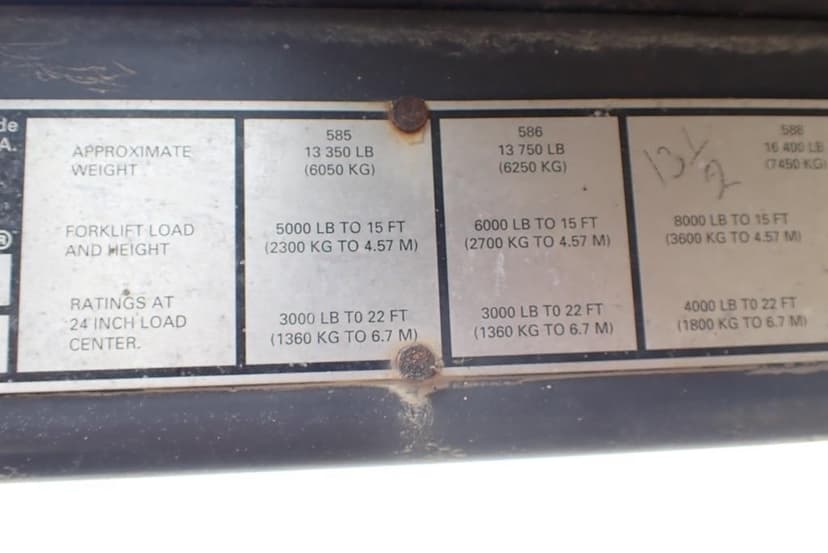 de
A.
®
APPROXIMATE
WEIGHT
585
13 350 LB
(6050 KG)
586
13 750 LB
(6250 KG)
13 1/2
588
16 400 LB
(7450 KG)
FORKLIFT LOAD
AND HEIGHT
5000 LB TO 15 FT
(2300 KG TO 4.57 M)
6000 LB TO 15 FT
(2700 KG TO 4.57 M)
8000 LB TO 15 FT
(3600 KG TO 4.57 M)
RATINGS AT
24 INCH LOAD
CENTER.
3000 LB TO 22 FT
(1360 KG TO 6.7 M)
3000 LB TO 22 FT
(1360 KG TO 6.7 M)
4000 LB TO 22 FT
(1800 KG TO 6.7 M)